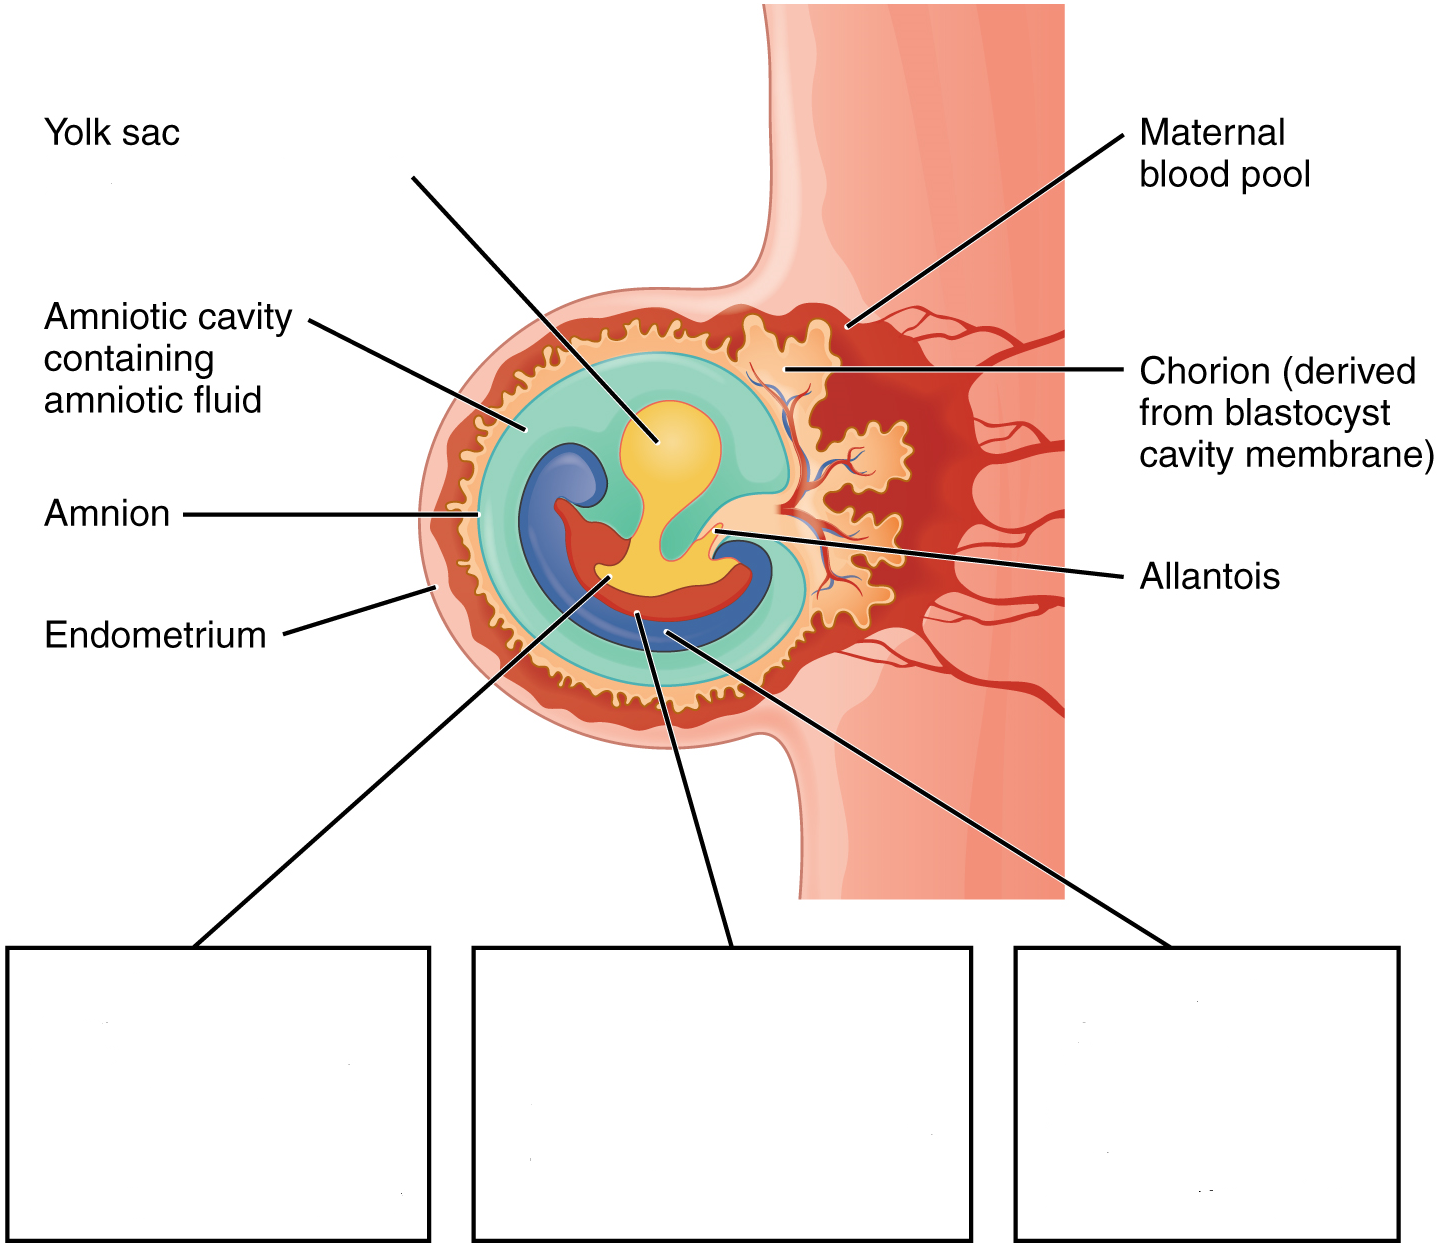 Yolk sac
Amniotic cavity
containing
amniotic fluid
Amnion
Endometrium
Maternal
blood pool
Chorion (derived
from blastocyst
cavity membrane)
Allantois